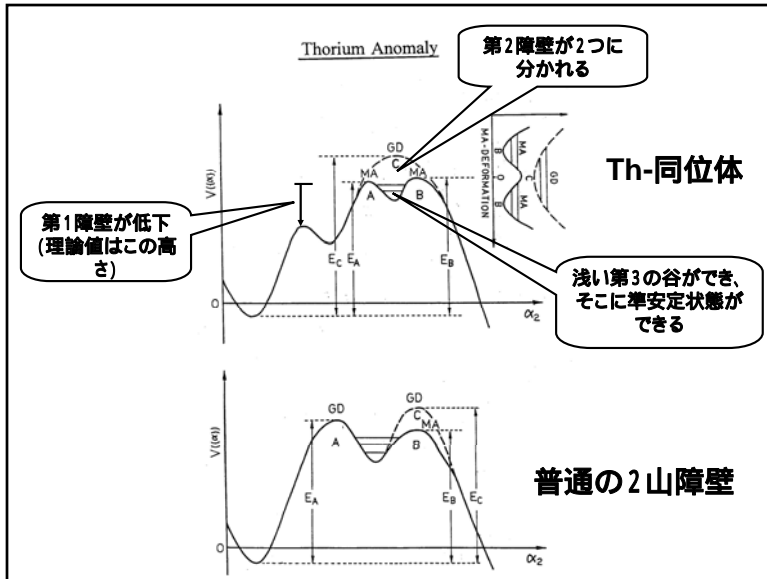 Thorium Anomaly
第2障壁が2つに
分かれる
GD
C
MA
MA
A
B
V((α))
E_C
E_A
E_B
0
α₂
MA-DEFORMATION
B
O
B
MA
C
MA
GD
Th-同位体
第1障壁が低下
(理論値はこの高
さ)
浅い第3の谷ができ、
そこに準安定状態が
できる
GD
GD
C
MA
A
B
V((α))
E_A
E_B
E_C
0
α₂
普通の2山障壁